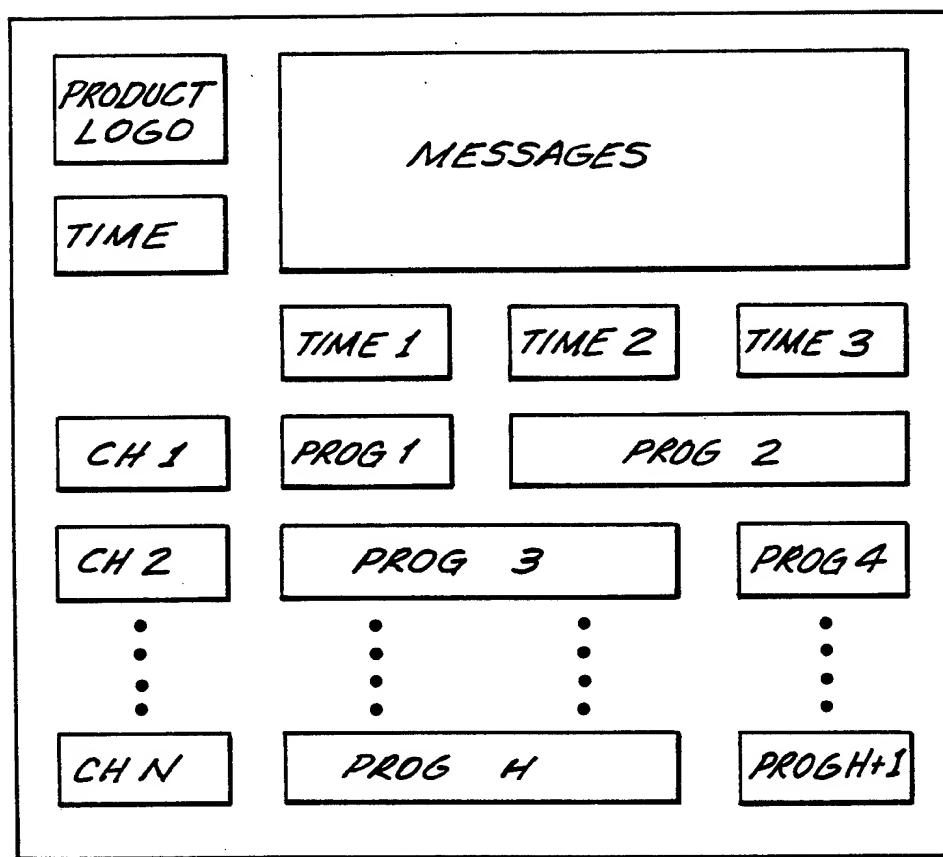 PRODUCT
LOGO
MESSAGES
TIME
TIME 1
TIME 2
TIME 3
CH 1
PROG 1
PROG 2
CH 2
PROG 3
PROG 4
CH N
PROG H
PROG H+1